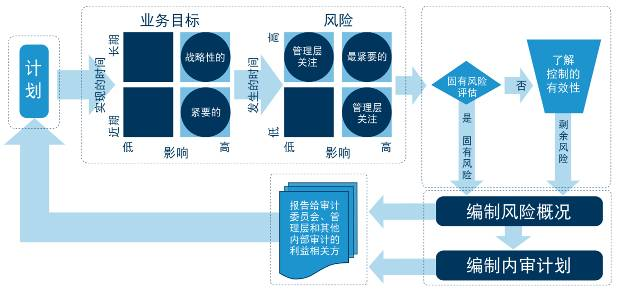 计
划
业务目标
实现的时间
长期
近期
战略性的
紧要的
低
影响
高
风险
发生的时间
高
低
管理层
关注
最紧要的
管理层
关注
低
影响
高
固有风险
评估
否
是
固有风险
了解
控制的
有效性
剩余风险
编制风险概况
编制内审计划
报告给审计
委员会、管
理层和其他
内部审计的
利益相关方